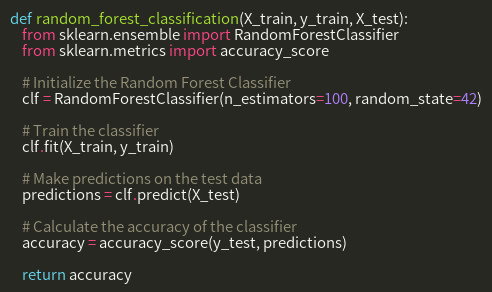 def random_forest_classification(X_train, y_train, X_test):
from sklearn.ensemble import RandomForestClassifier
from sklearn.metrics import accuracy_score
# Initialize the Random Forest Classifier
clf = RandomForestClassifier(n_estimators=100, random_state=42)
# Train the classifier
clf.fit(X_train, y_train)
# Make predictions on the test data
predictions = clf.predict(X_test)
# Calculate the accuracy of the classifier
accuracy = accuracy_score(y_test, predictions)
return accuracy